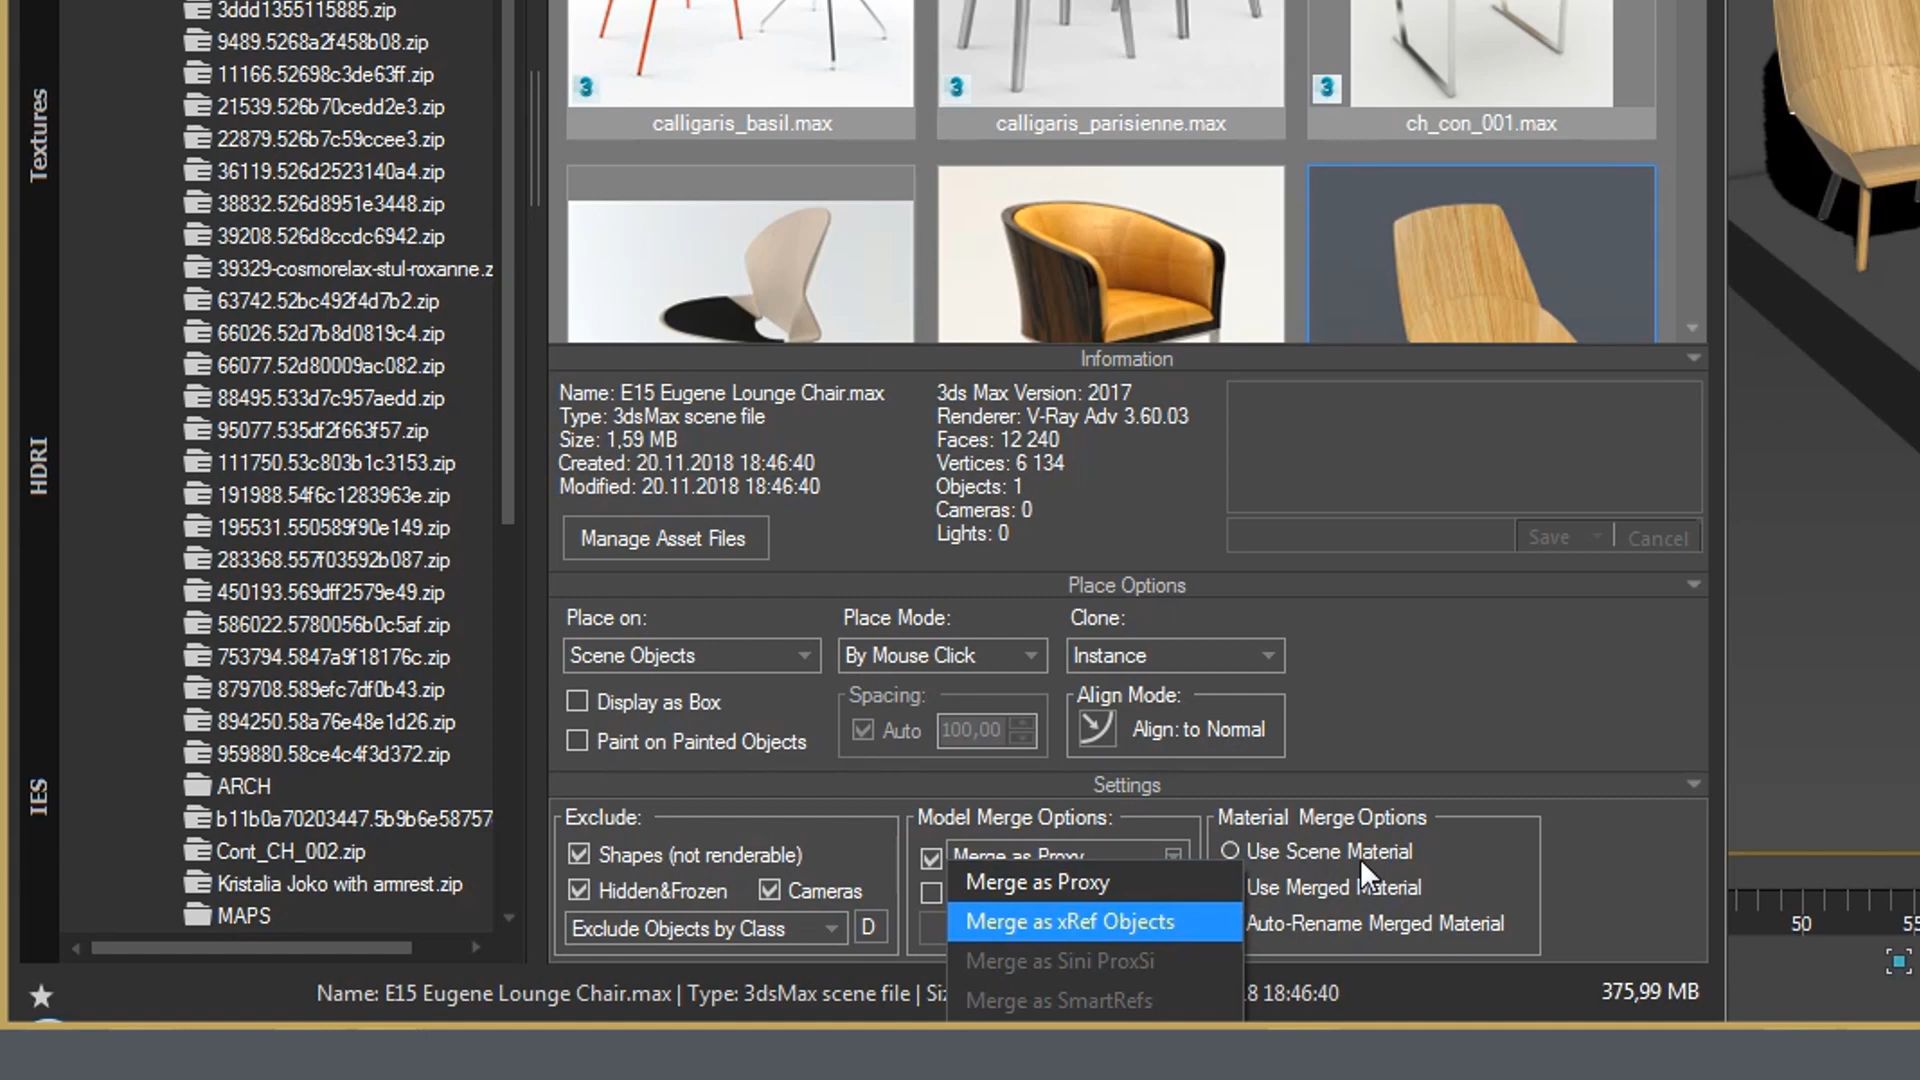 Textures
HDRI
IES
3ddd1355115885.zip
9489.5268a2f458b08.zip
11166.52698c3de63ff.zip
21539.526b70cedd2e3.zip
22879.526b7c59ccee3.zip
36119.526d2523140a4.zip
38832.526d8951e3448.zip
39208.526d8ccdc6942.zip
39329-cosmorelax-stul-roxanne.z
63742.52bc492f4d7b2.zip
66026.52d7b8d0819c4.zip
66077.52d80009ac082.zip
88495.533d7c957aedd.zip
95077.535df2f663f57.zip
111750.53c803b1c3153.zip
191988.54f6c1283963e.zip
195531.550589f90e149.zip
283368.557f03592b087.zip
450193.569dff2579e49.zip
586022.5780056b0c5af.zip
753794.5847a9f18176c.zip
879708.589efc7df0b43.zip
894250.58a76e48e1d26.zip
959880.58ce4c4f3d372.zip
ARCH
b11b0a70203447.5b9b6e58757
Cont_CH_002.zip
Kristalia Joko with armrest.zip
MAPS
3
3
3
calligaris_basil.max
calligaris_parisienne.max
ch_con_001.max
Information
Name: E15 Eugene Lounge Chair.max
Type: 3dsMax scene file
Size: 1,59 MB
Created: 20.11.2018 18:46:40
Modified: 20.11.2018 18:46:40
Manage Asset Files
3ds Max Version: 2017
Renderer: V-Ray Adv 3.60.03
Faces: 12 240
Vertices: 6 134
Objects: 1
Cameras: 0
Lights: 0
Save
Cancel
Place Options
Place on:
Scene Objects
Display as Box
Paint on Painted Objects
Place Mode:
By Mouse Click
Spacing:
Auto
100,00
Clone:
Instance
Align Mode:
Align: to Normal
Settings
Exclude:
Shapes (not renderable)
Hidden&Frozen
Cameras
Exclude Objects by Class
D
Model Merge Options:
Merge as Proxy
Merge as Proxy
Merge as xRef Objects
Merge as Sini ProxSi
Merge as SmartRefs
Material Merge Options
Use Scene Material
Use Merged Material
Auto-Rename Merged Material
Name: E15 Eugene Lounge Chair.max | Type: 3dsMax scene file | Si
8 18:46:40
375,99 MB
50
55